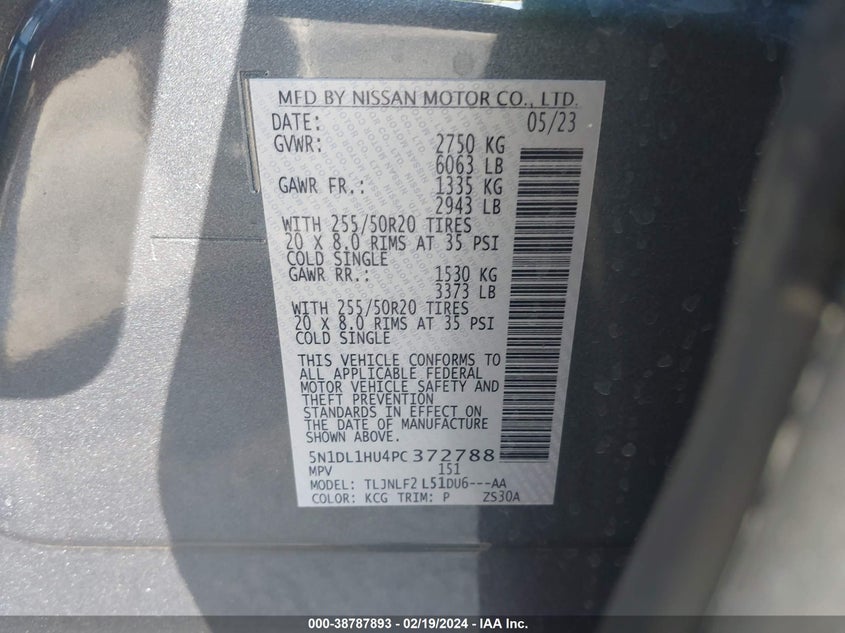 MFD BY NISSAN MOTOR CO., LTD.
DATE: 05/23
GVWR: 2750 KG
6063 LB
GAWR FR.: 1335 KG
2943 LB
WITH 255/50R20 TIRES
20 X 8.0 RIMS AT 35 PSI
COLD SINGLE
GAWR RR.: 1530 KG
3373 LB
WITH 255/50R20 TIRES
20 X 8.0 RIMS AT 35 PSI
COLD SINGLE
THIS VEHICLE CONFORMS TO
ALL APPLICABLE FEDERAL
MOTOR VEHICLE SAFETY AND
THEFT PREVENTION
STANDARDS IN EFFECT ON
THE DATE OF MANUFACTURE
SHOWN ABOVE.
5N1DL1HU4PC372788
MPV 151
MODEL: TLJNLF2 L51DU6---AA
COLOR: KCG TRIM: P ZS30A
000-38787893 - 02/19/2024 - IAA Inc.